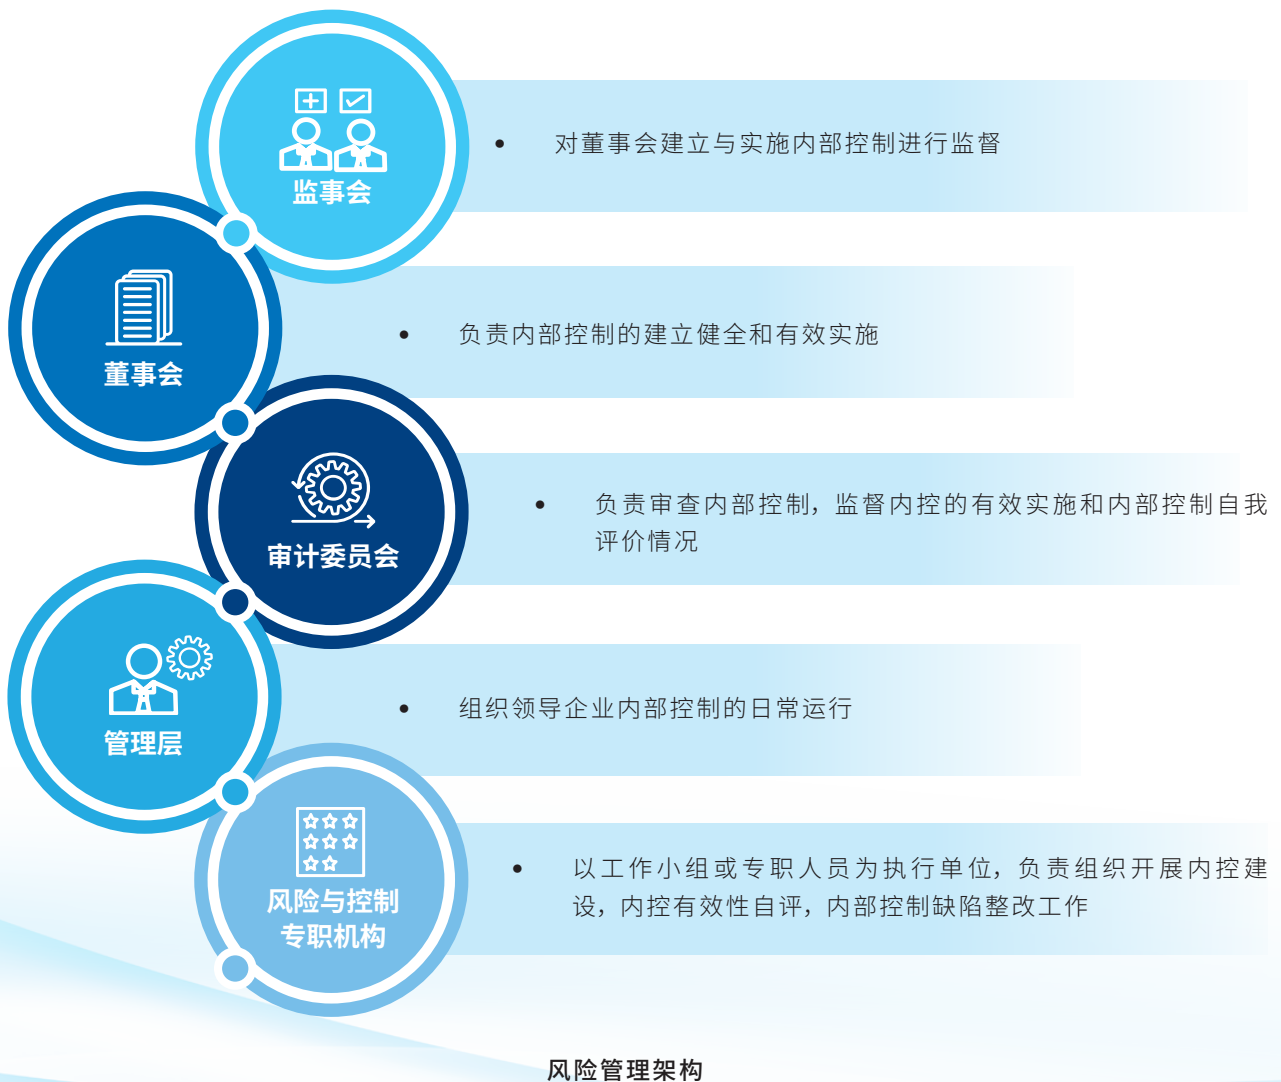 监事会
• 对董事会建立与实施内部控制进行监督
董事会
• 负责内部控制的建立健全和有效实施
审计委员会
• 负责审查内部控制，监督内控的有效实施和内部控制自我
评价情况
管理层
• 组织领导企业内部控制的日常运行
风险与控制
专职机构
• 以工作小组或专职人员为执行单位，负责组织开展内控建
设，内控有效性自评，内部控制缺陷整改工作
风险管理架构